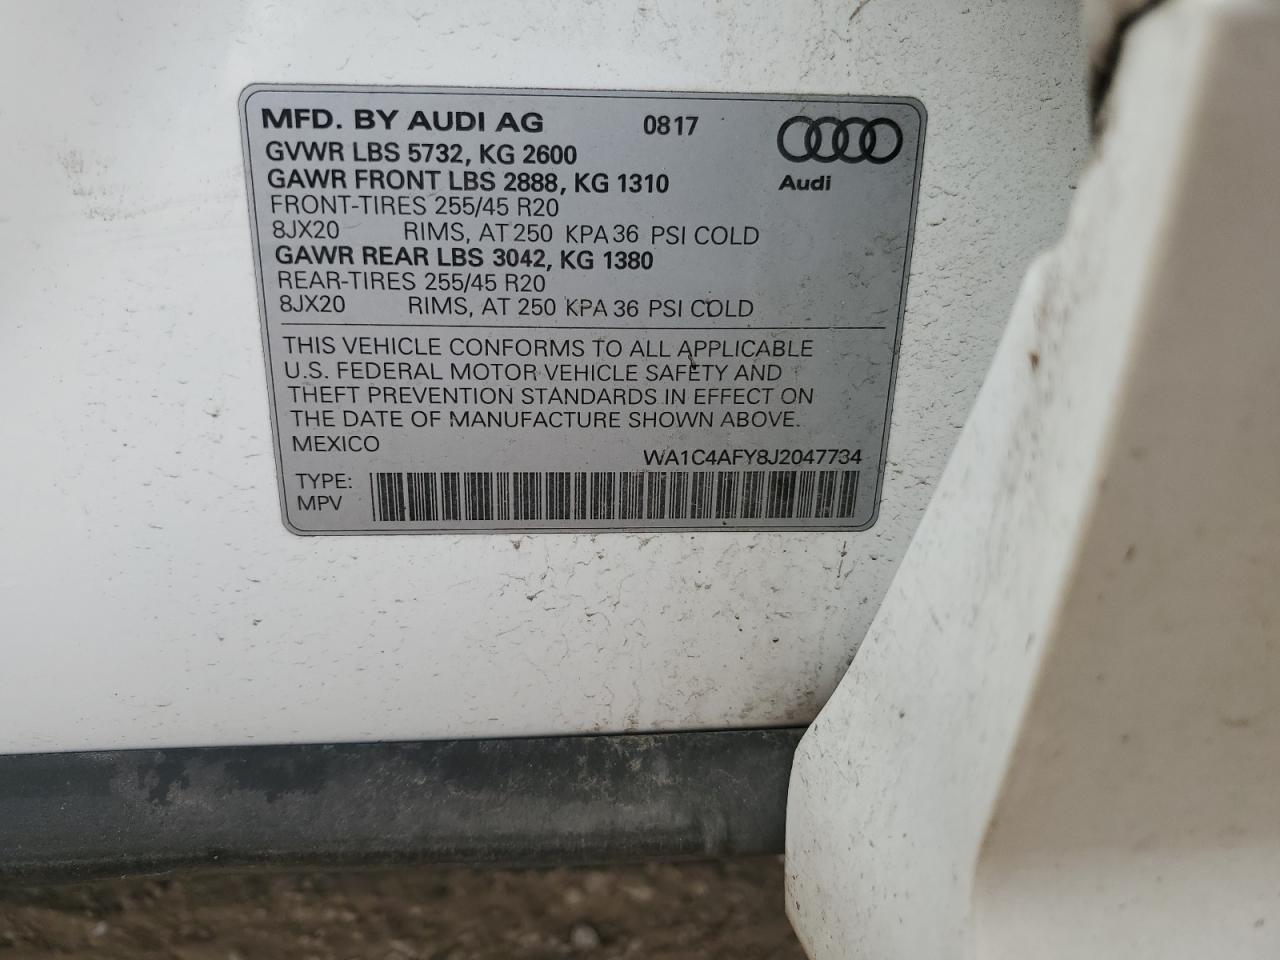 MFD. BY AUDI AG 0817
GVWR LBS 5732, KG 2600
GAWR FRONT LBS 2888, KG 1310
Audi
FRONT-TIRES 255/45 R20
8JX20 RIMS, AT 250 KPA 36 PSI COLD
GAWR REAR LBS 3042, KG 1380
REAR-TIRES 255/45 R20
8JX20 RIMS, AT 250 KPA 36 PSI COLD
THIS VEHICLE CONFORMS TO ALL APPLICABLE
U.S. FEDERAL MOTOR VEHICLE SAFETY AND
THEFT PREVENTION STANDARDS IN EFFECT ON
THE DATE OF MANUFACTURE SHOWN ABOVE.
MEXICO
WA1C4AFY8J2047734
TYPE:
MPV